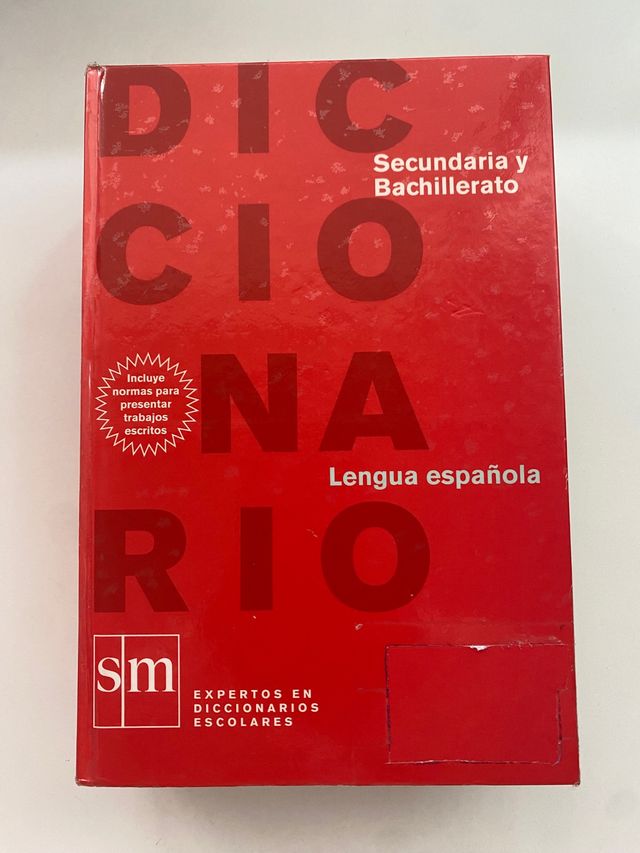 DIC
Secundaria y
Bachillerato
CIO
Incluye
normas para
presentar
trabajos
escritos
NA
Lengua española
RIO
sm
EXPERTOS EN
DICCIONARIOS
ESCOLARES